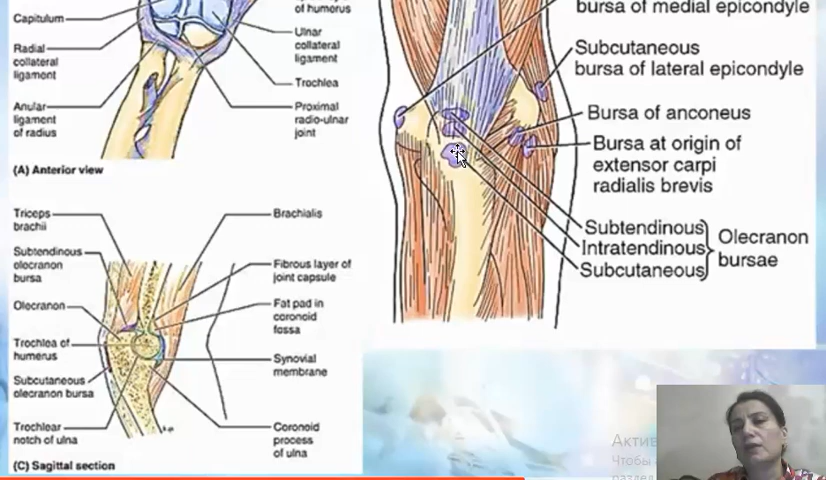 Capitulum
Radial
collateral
ligament
Anular
ligament
of radius
of humerus
Ulnar
collateral
ligament
Trochlea
Proximal
radio-ulnar
joint
(A) Anterior view
Triceps
brachii
Subtendinous
olecranon
bursa
Olecranon
Trochlea of
humerus
Subcutaneous
olecranon bursa
Trochlear
notch of ulna
Brachialis
Fibrous layer of
joint capsule
Fat pad in
coronoid
fossa
Synovial
membrane
Coronoid
process
of ulna
(C) Sagittal section
bursa of medial epicondyle
Subcutaneous
bursa of lateral epicondyle
Bursa of anconeus
Bursa at origin of
extensor carpi
radialis brevis
Subtendinous
Intratendinous
Subcutaneous
Olecranon
bursae
Актив
Чтобы
раздел